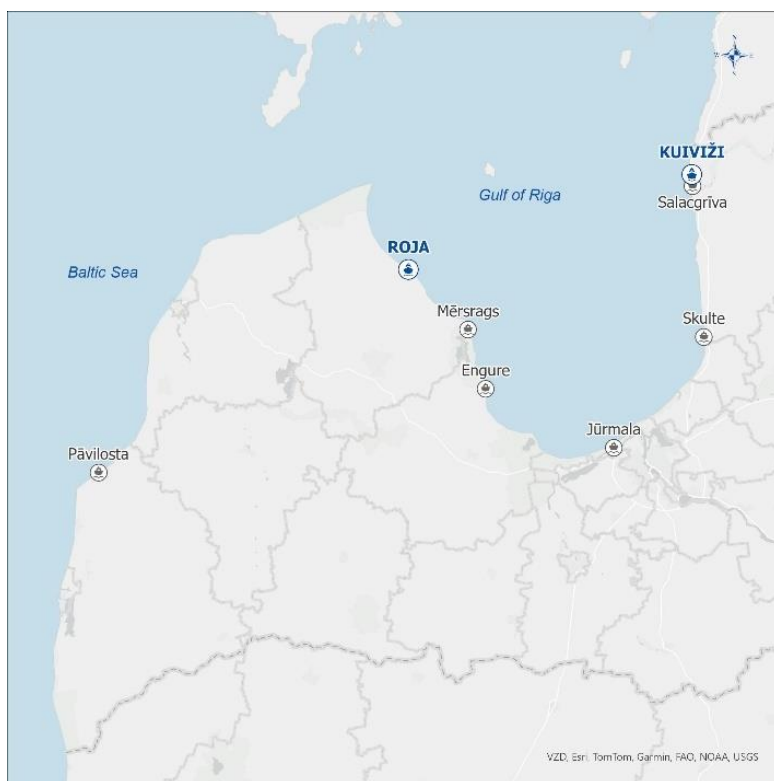 KUIVIŽI
Salacgrīva
Gulf of Riga
ROJA
Baltic Sea
Mērsrags
Skulte
Engure
Jūrmala
Pāvilosta
VZD, Esri, TomTom, Garmin, FAO, NOAA, USGS